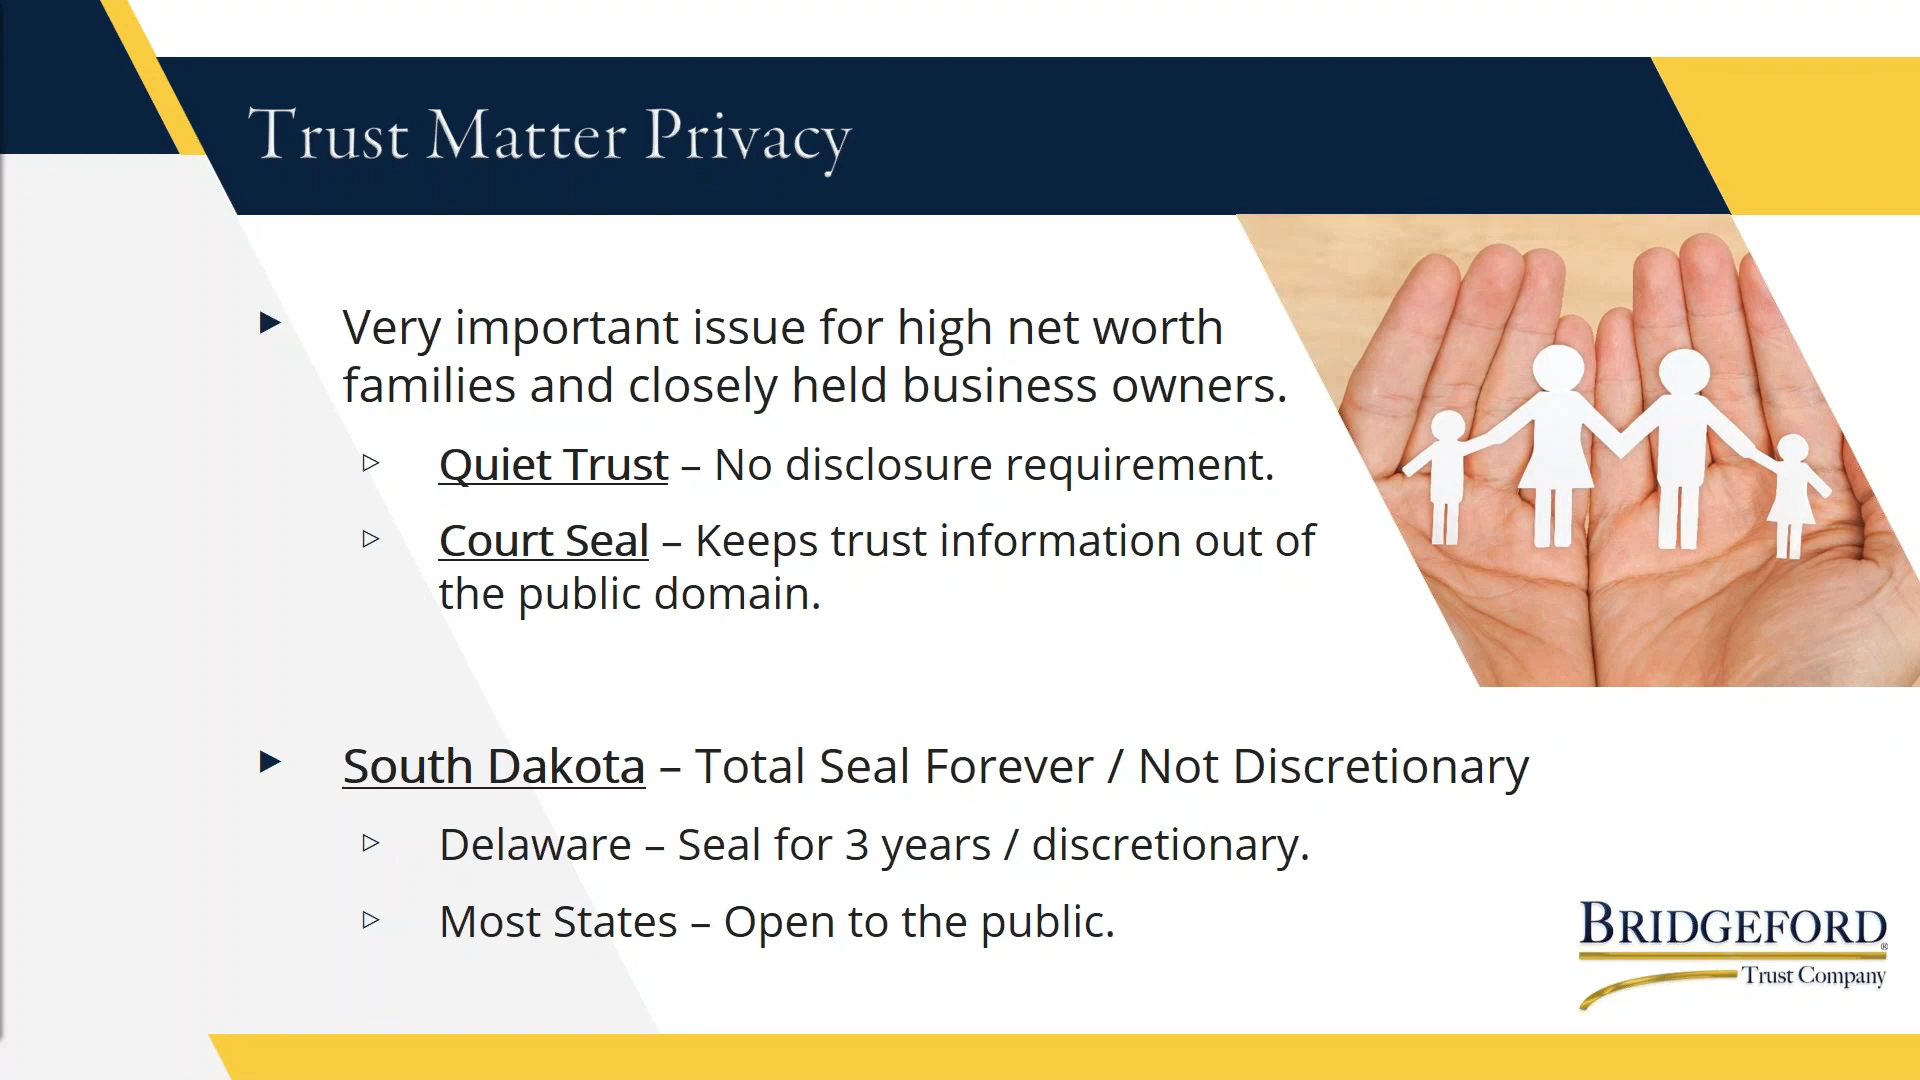 Trust Matter Privacy
Very important issue for high net worth
families and closely held business owners.
Quiet Trust – No disclosure requirement.
Court Seal – Keeps trust information out of
the public domain.
South Dakota – Total Seal Forever / Not Discretionary
Delaware – Seal for 3 years / discretionary.
Most States – Open to the public.
BRIDGEFORD®
Trust Company